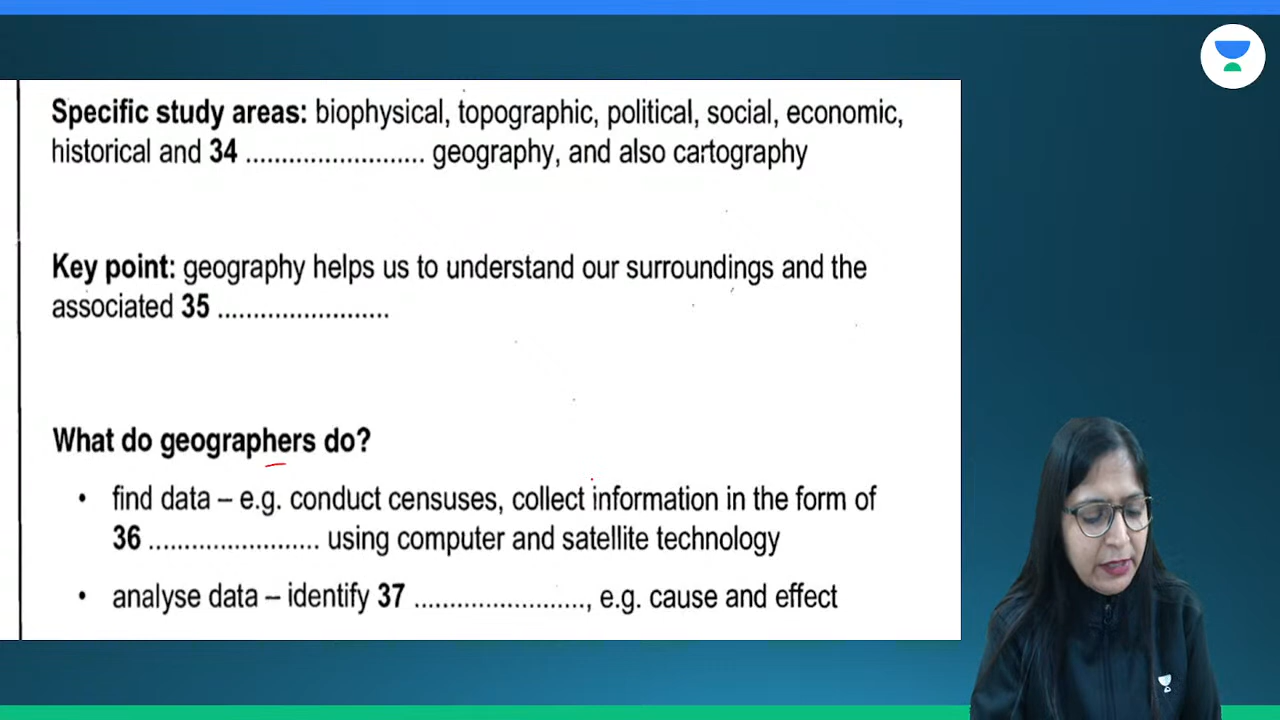 Specific study areas: biophysical, topographic, political, social, economic,
historical and 34 ......................... geography, and also cartography
Key point: geography helps us to understand our surroundings and the
associated 35 ........................
What do geographers do?
• find data – e.g. conduct censuses, collect information in the form of
36 ........................ using computer and satellite technology
• analyse data – identify 37 ........................, e.g. cause and effect